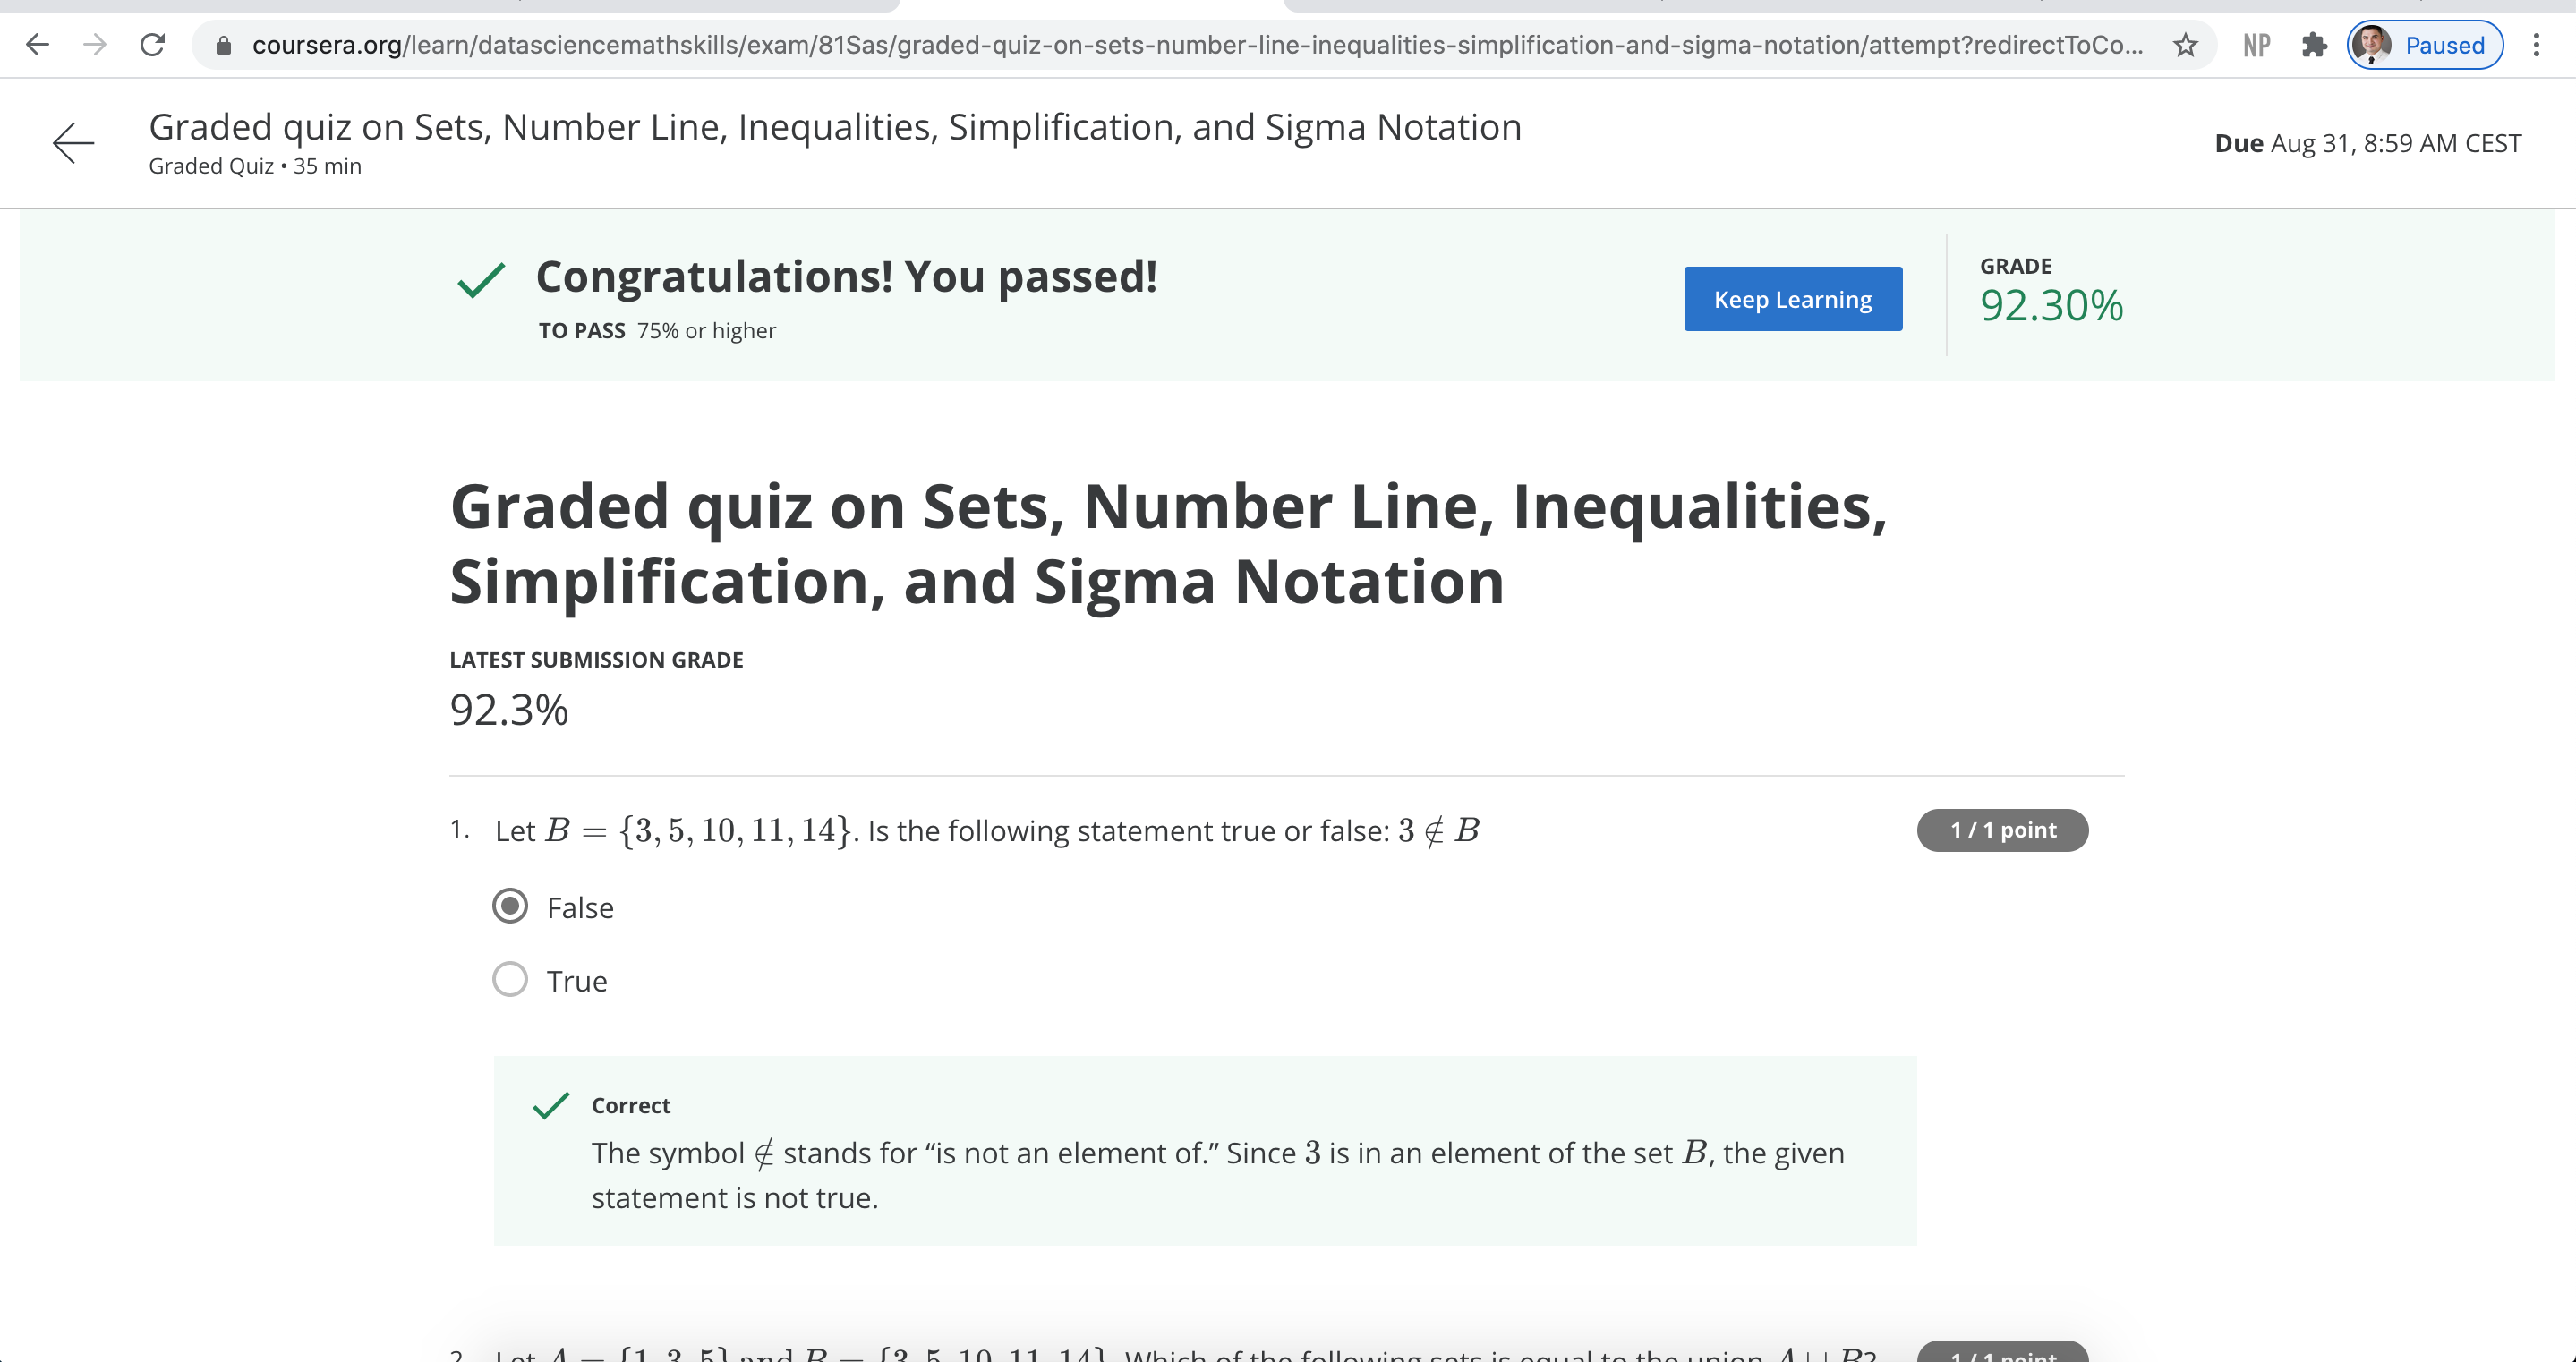 coursera.org/learn/datasciencemathskills/exam/81Sas/graded-quiz-on-sets-number-line-inequalities-simplification-and-sigma-notation/attempt?redirectToCo...
NP
Paused
Graded quiz on Sets, Number Line, Inequalities, Simplification, and Sigma Notation
Graded Quiz • 35 min
Due Aug 31, 8:59 AM CEST
Congratulations! You passed!
TO PASS 75% or higher
Keep Learning
GRADE
92.30%
Graded quiz on Sets, Number Line, Inequalities,
Simplification, and Sigma Notation
LATEST SUBMISSION GRADE
92.3%
1. Let B = {3, 5, 10, 11, 14}. Is the following statement true or false: 3 ∉ B
1 / 1 point
False
True
Correct
The symbol ∉ stands for “is not an element of.” Since 3 is in an element of the set B, the given
statement is not true.
2. Let A = {1, 3, 5} and B = {3, 5, 10, 11, 14}. Which of the following sets is equal to the union A ∪ B?
1 / 1 point